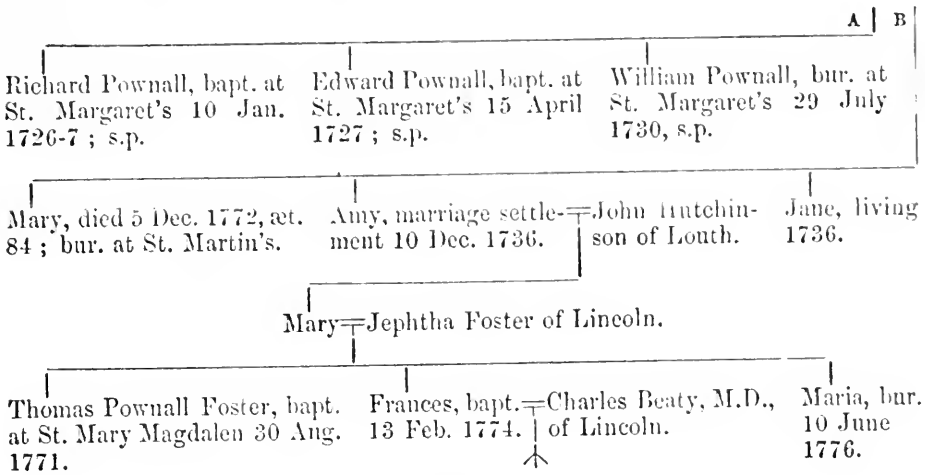 A B
Richard Pownall, bapt. at
St. Margaret's 10 Jan.
1726-7 ; s.p.
Edward Pownall, bapt. at
St. Margaret's 15 April
1727 ; s.p.
William Pownall, bur. at
St. Margaret's 29 July
1730, s.p.
Mary, died 5 Dec. 1772, æt.
84 ; bur. at St. Martin's.
Amy, marriage settle-
ment 10 Dec. 1736.
John Hutchin-
son of Louth.
Jane, living
1736.
Mary Jephtha Foster of Lincoln.
Thomas Pownall Foster, bapt.
at St. Mary Magdalen 30 Aug.
1771.
Frances, bapt.
13 Feb. 1774.
Charles Beaty, M.D.,
of Lincoln.
Maria, bur.
10 June
1776.